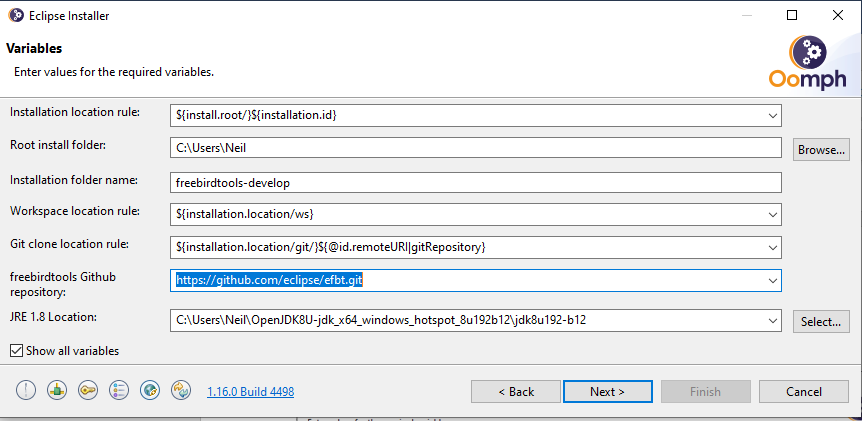 Eclipse Installer
Variables
Enter values for the required variables.
Oomph
Installation location rule: ${install.root/}${installation.id}
Root install folder: C:\Users\Neil Browse...
Installation folder name: freebirdtools-develop
Workspace location rule: ${installation.location/ws}
Git clone location rule: ${installation.location/git/}${@id.remoteURI|gitRepository}
freebirdtools Github
repository: https://github.com/eclipse/efbt.git
JRE 1.8 Location: C:\Users\Neil\OpenJDK8U-jdk_x64_windows_hotspot_8u192b12\jdk8u192-b12 Select...
Show all variables
1.16.0 Build 4498 < Back Next > Finish Cancel